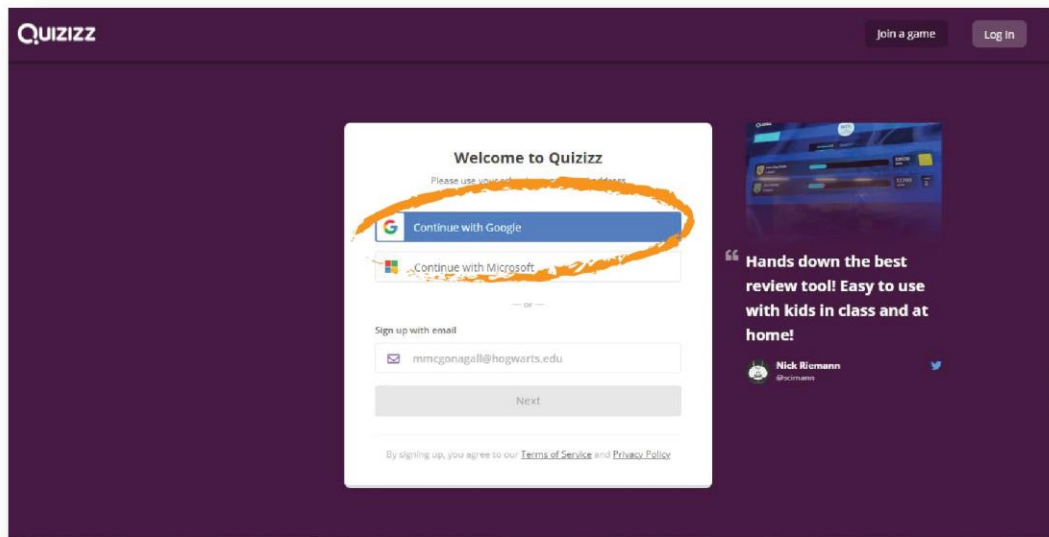 Quizizz
Join a game
Log In
Welcome to Quizizz
Please use your
Continue with Google
Continue with Microsoft
— or —
Sign up with email
mmcgonagall@hogwarts.edu
Next
By signing up, you agree to our Terms of Service and Privacy Policy
“ Hands down the best
review tool! Easy to use
with kids in class and at
home!
Nick Riemann
@scimann